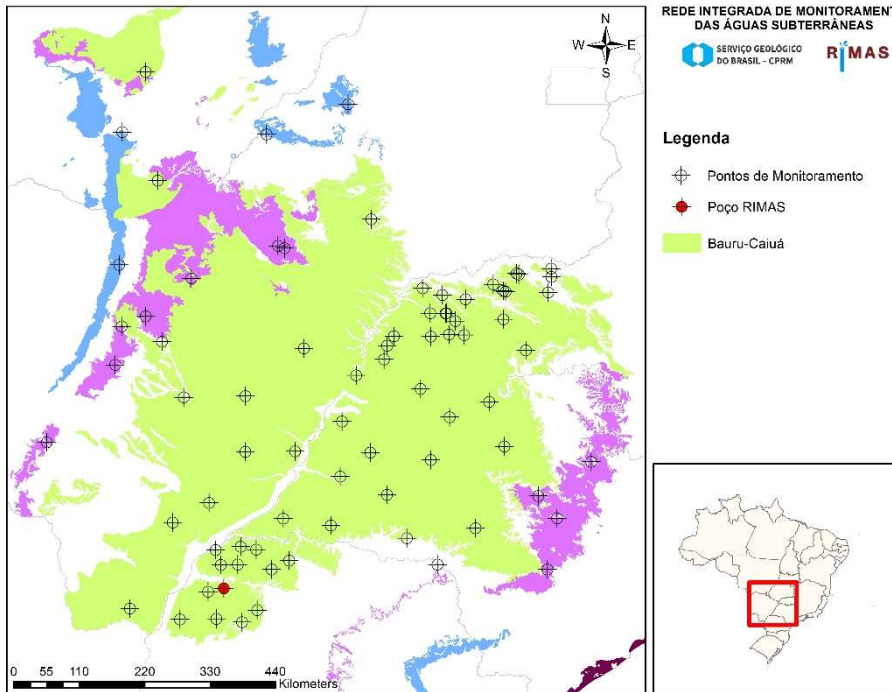 REDE INTEGRADA DE MONITORAMENT
DAS ÁGUAS SUBTERRÂNEAS
SERVIÇO GEOLÓGICO
DO BRASIL – CPRM
RIMAS
N
W E
S
Legenda
Pontos de Monitoramento
Poço RIMAS
Bauru-Caiuá
0 55 110 220 330 440
Kilometers